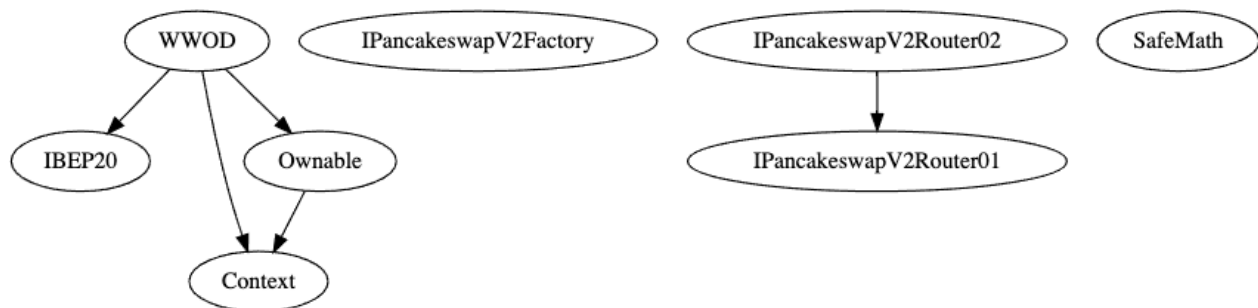 WWOD
IPancakeswapV2Factory
IPancakeswapV2Router02
SafeMath
IBEP20
Ownable
IPancakeswapV2Router01
Context